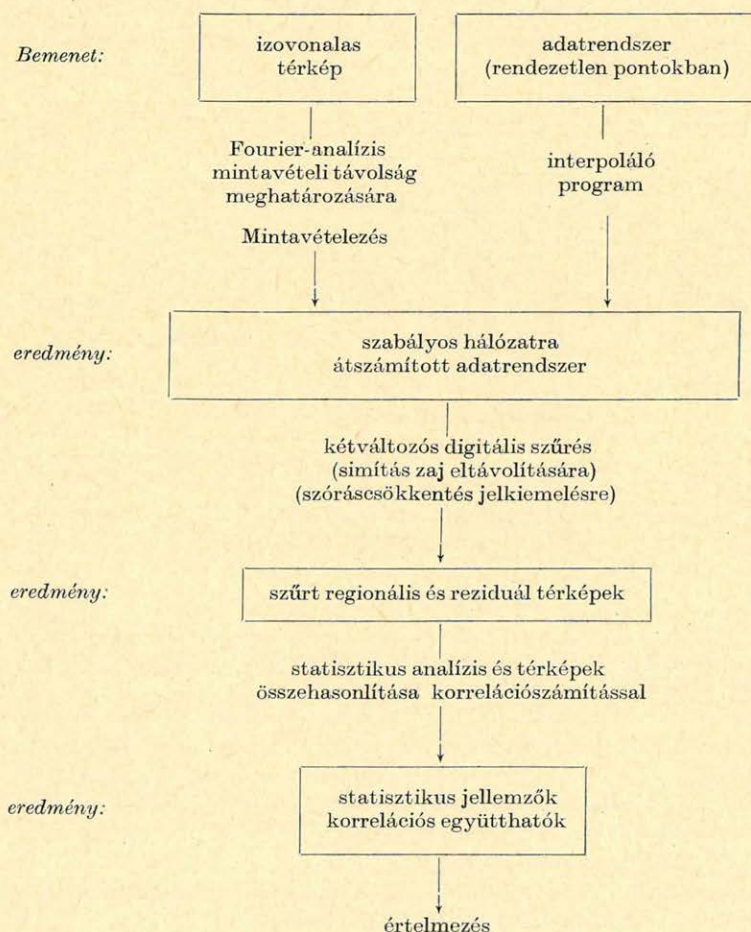 Bemenet:
izovonalas
térkép
adatrendszer
(rendezetlen pontokban)
Fourier-analízis
mintavételi távolság
meghatározására
Mintavételezés
interpoláló
program
eredmény:
szabályos hálózatra
átszámított adatrendszer
kétváltozós digitális szűrés
(simítás zaj eltávolítására)
(szóráscsökkentés jelkiemelésre)
eredmény:
szűrt regionális és reziduál térképek
statisztikus analízis és térképek
összehasonlítása korrelációszámítással
eredmény:
statisztikus jellemzők
korrelációs együtthatók
értelmezés